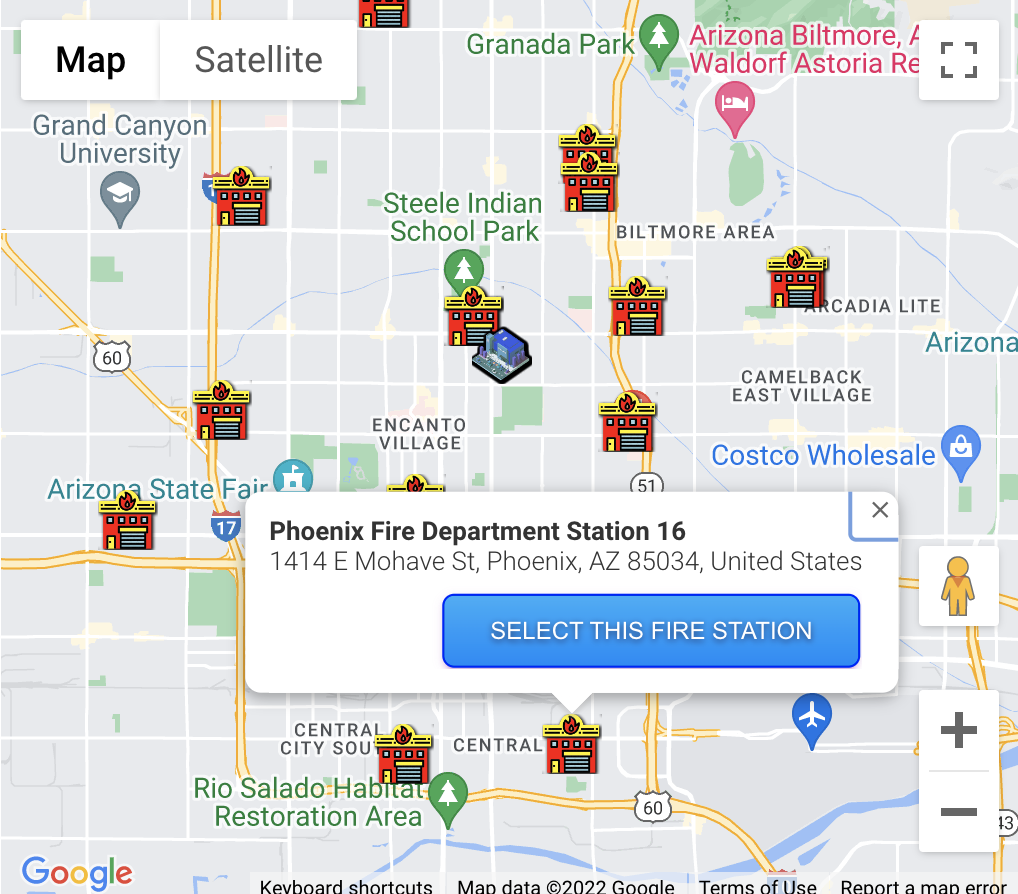 Map
Satellite
Granada Park
Arizona Biltmore, A
Waldorf Astoria Re
Grand Canyon
University
Steele Indian
School Park
BILTMORE AREA
ARCADIA LITE
60
Arizona
CAMELBACK
EAST VILLAGE
ENCANTO
VILLAGE
Costco Wholesale
Arizona State Fair
51
17
Phoenix Fire Department Station 16
1414 E Mohave St, Phoenix, AZ 85034, United States
SELECT THIS FIRE STATION
CENTRAL
CITY SOU
CENTRAL
Rio Salado Habitat
Restoration Area
60
43
Google
Keyboard shortcuts
Map data ©2022 Google
Terms of Use
Report a map error